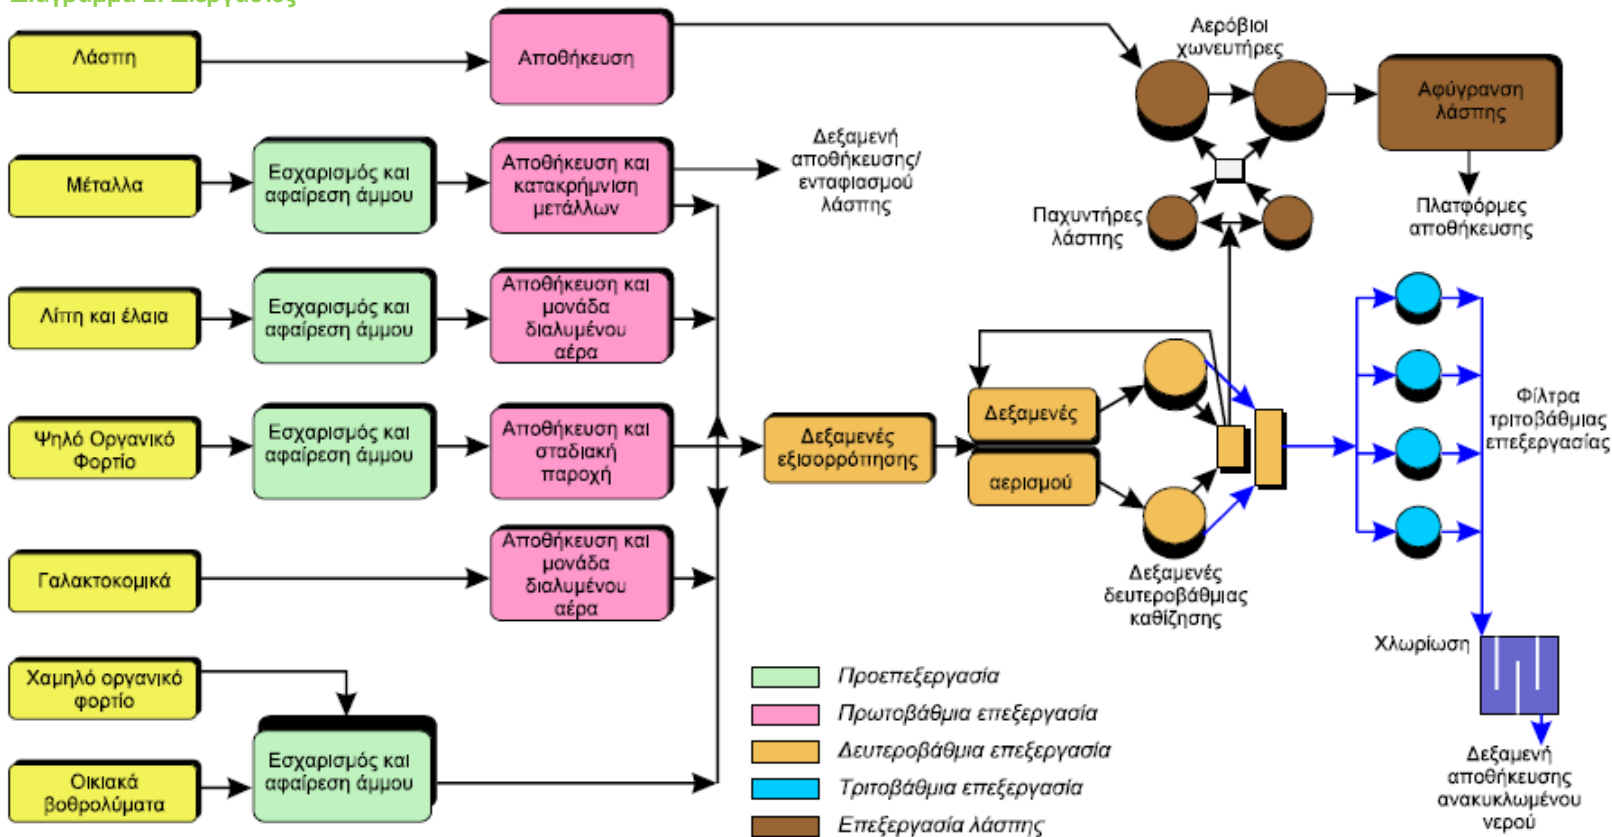 Διάγραμμα 2: Διεργασίες
Λάσπη
Αποθήκευση
Αερόβιοι
χωνευτήρες
Αφύγρανση
λάσπης
Μέταλλα
Εσχαρισμός και
αφαίρεση άμμου
Αποθήκευση και
κατακρήμνιση
μετάλλων
Δεξαμενή
αποθήκευσης/
ενταφιασμού
λάσπης
Παχυντήρες
λάσπης
Πλατφόρμες
αποθήκευσης
Λίπη και έλαια
Εσχαρισμός και
αφαίρεση άμμου
Αποθήκευση και
μονάδα
διαλυμένου
αέρα
Ψηλό Οργανικό
Φορτίο
Εσχαρισμός και
αφαίρεση άμμου
Αποθήκευση και
σταδιακή
παροχή
Δεξαμενές
εξισορρόπησης
Δεξαμενές
αερισμού
Φίλτρα
τριτοβάθμιας
επεξεργασίας
Γαλακτοκομικά
Αποθήκευση και
μονάδα
διαλυμένου
αέρα
Δεξαμενές
δευτεροβάθμιας
καθίζησης
Χαμηλό οργανικό
φορτίο
Οικιακά
βοθρολύματα
Εσχαρισμός και
αφαίρεση άμμου
Χλωρίωση
Δεξαμενή
αποθήκευσης
ανακυκλωμένου
νερού
Προεπεξεργασία
Πρωτοβάθμια επεξεργασία
Δευτεροβάθμια επεξεργασία
Τριτοβάθμια επεξεργασία
Επεξεργασία λάσπης